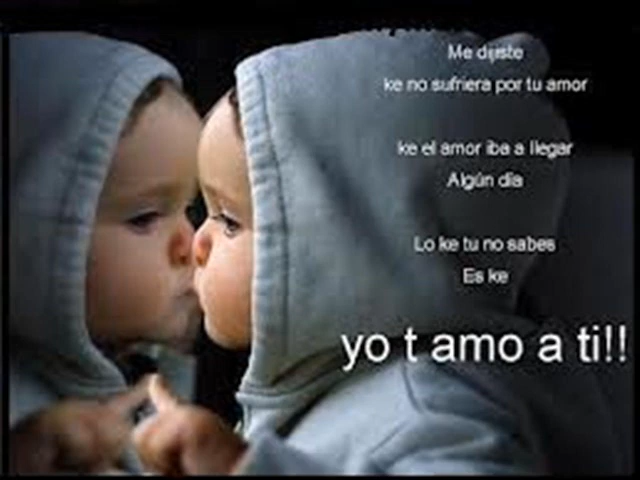 Me dijiste
ke no sufriera por tu amor
ke el amor iba a llegar
Algún día
Lo ke tu no sabes
Es ke
yo t amo a ti!!